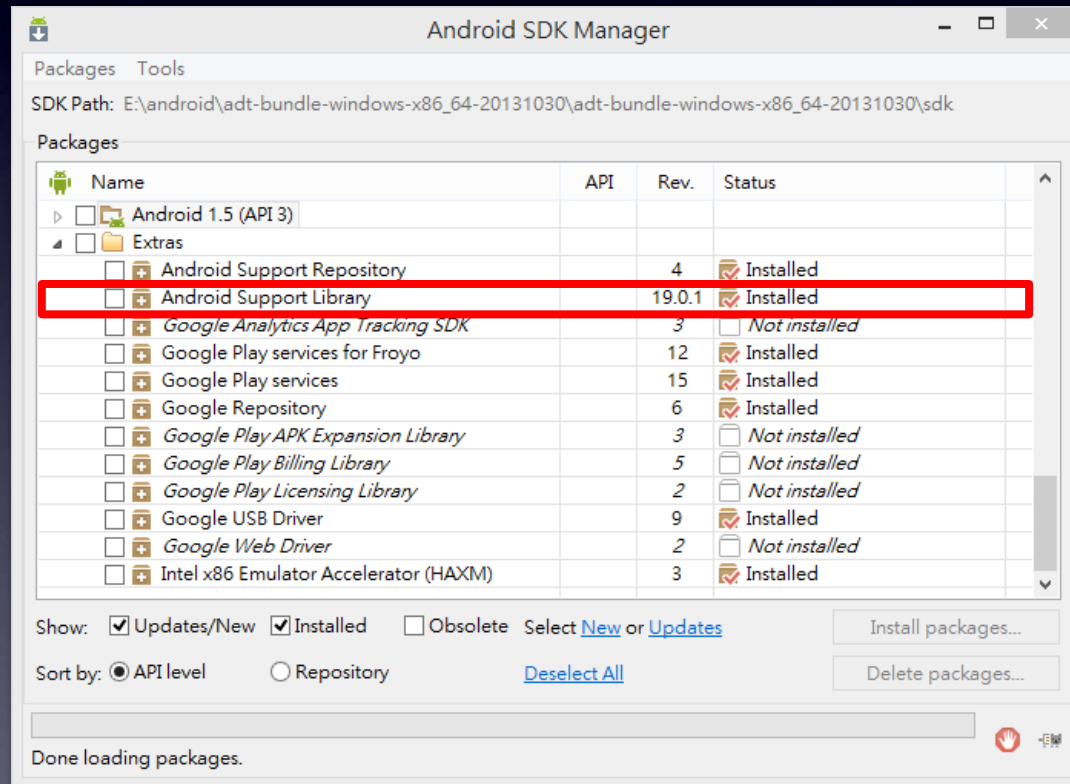 Android SDK Manager
Packages Tools
SDK Path: E:\android\adt-bundle-windows-x86_64-20131030\adt-bundle-windows-x86_64-20131030\sdk
Packages
Name API Rev. Status
Android 1.5 (API 3)
Extras
Android Support Repository 4 Installed
Android Support Library 19.0.1 Installed
Google Analytics App Tracking SDK 3 Not installed
Google Play services for Froyo 12 Installed
Google Play services 15 Installed
Google Repository 6 Installed
Google Play APK Expansion Library 3 Not installed
Google Play Billing Library 5 Not installed
Google Play Licensing Library 2 Not installed
Google USB Driver 9 Installed
Google Web Driver 2 Not installed
Intel x86 Emulator Accelerator (HAXM) 3 Installed
Show: Updates/New Installed Obsolete Select New or Updates Install packages...
Sort by: API level Repository Deselect All Delete packages...
Done loading packages.